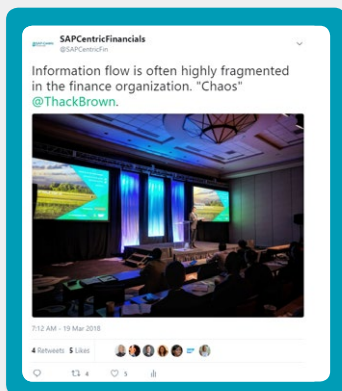 SAPCentricFinancials
@SAPCentricFin
Information flow is often highly fragmented
in the finance organization. "Chaos"
@ThackBrown.
7:12 AM - 19 Mar 2018
4 Retweets 5 Likes
4 5